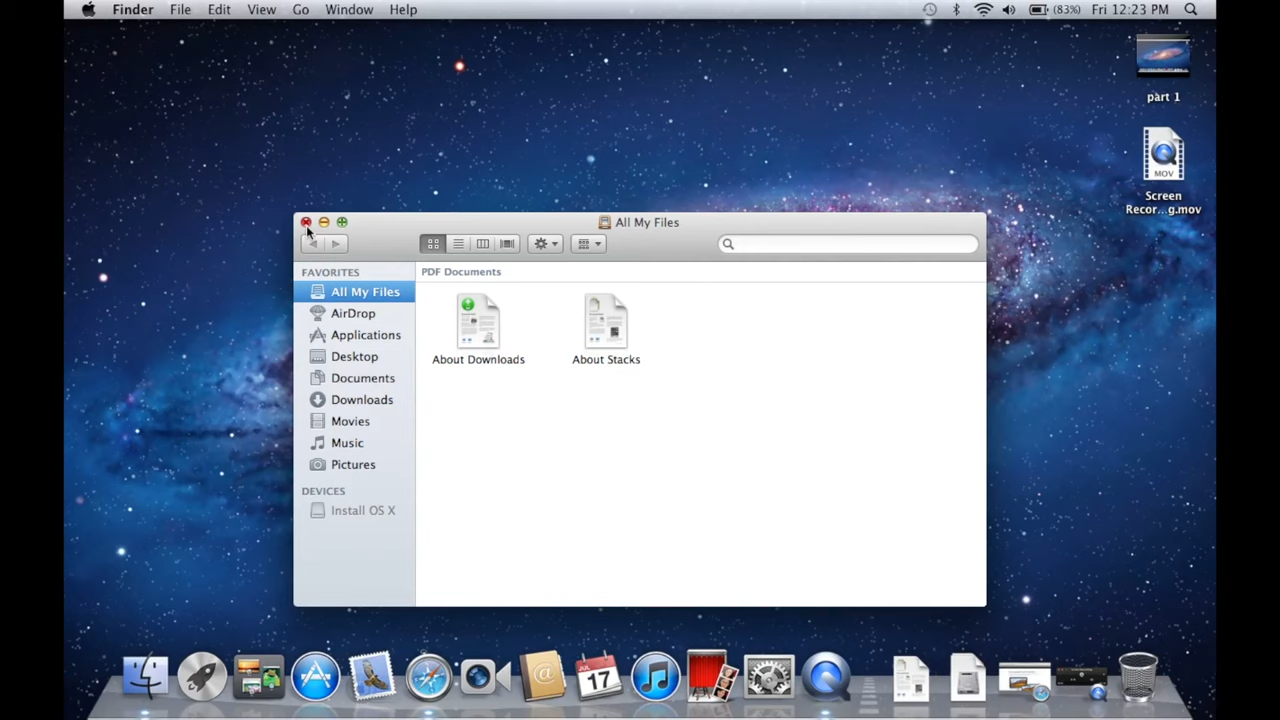 Finder File Edit View Go Window Help (83%) Fri 12:23 PM
part 1
MOV
Screen
Recor...g.mov
All My Files
FAVORITES
All My Files
AirDrop
Applications
Desktop
Documents
Downloads
Movies
Music
Pictures
DEVICES
Install OS X
PDF Documents
About Downloads
About Stacks
JUL
17